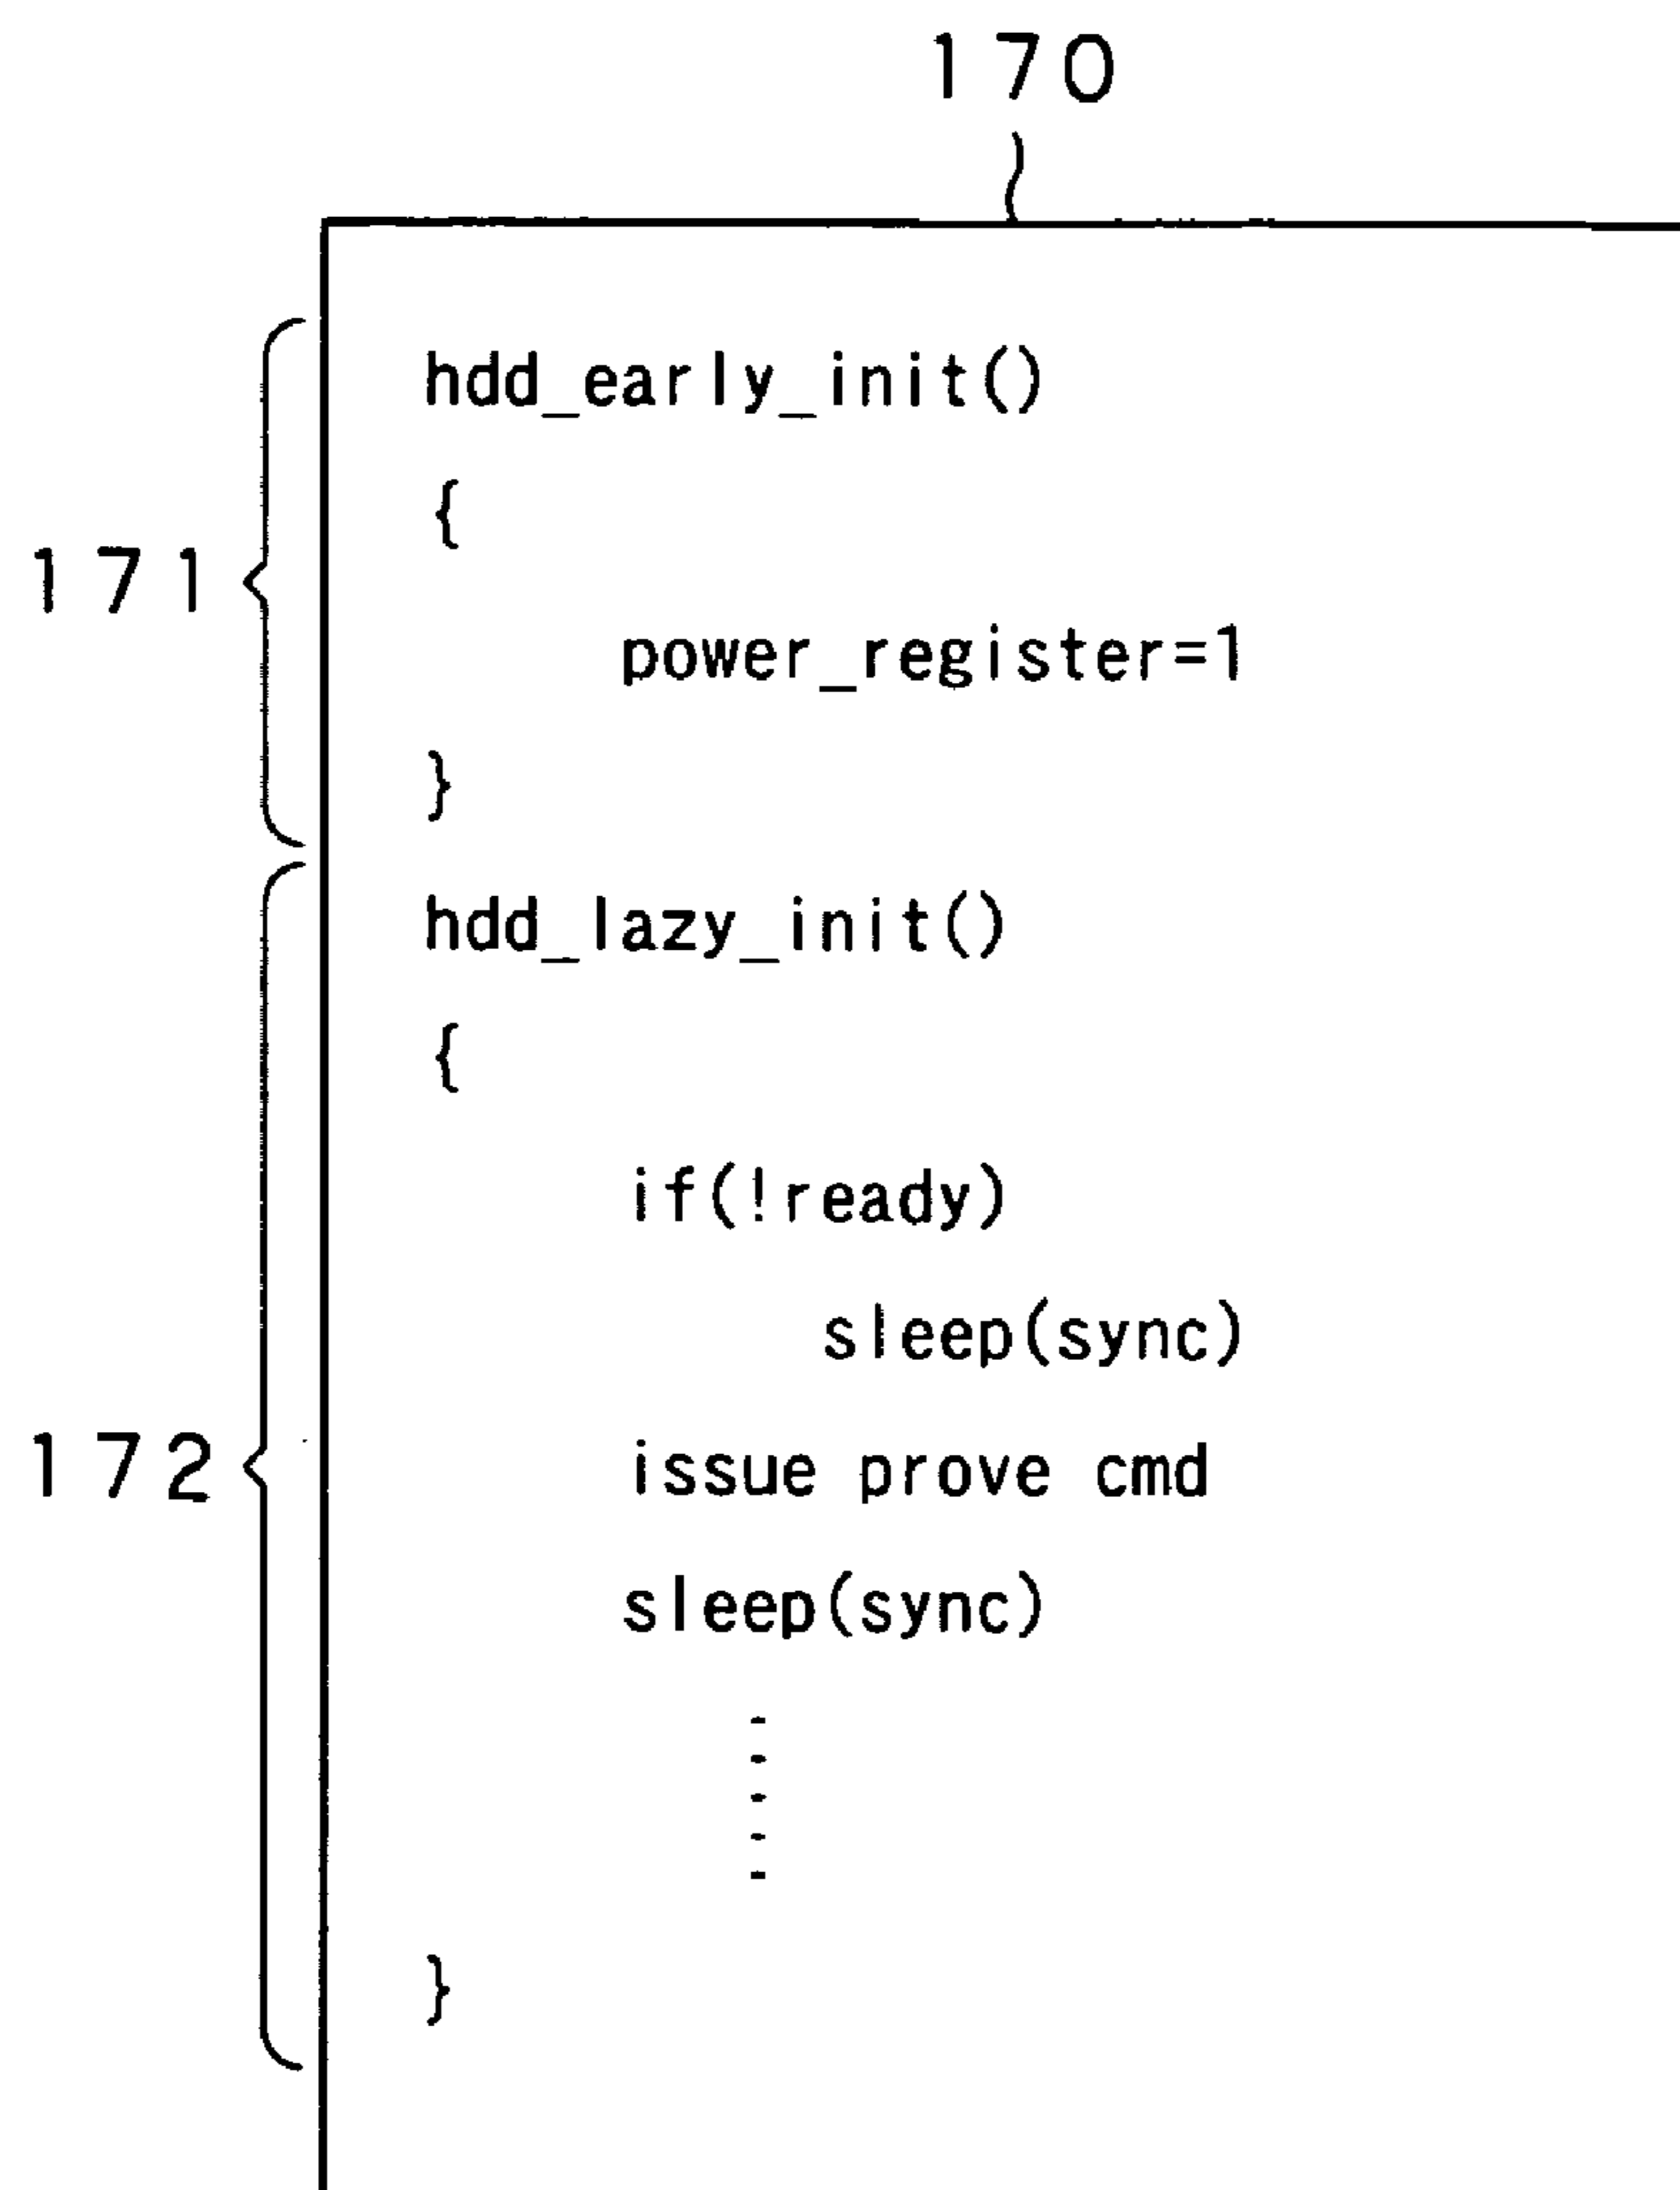 170
hdd_early_init()
{
171
power_register=1
}
hdd_lazy_init()
{
if(!ready)
sleep(sync)
172
issue prove cmd
sleep(sync)
}